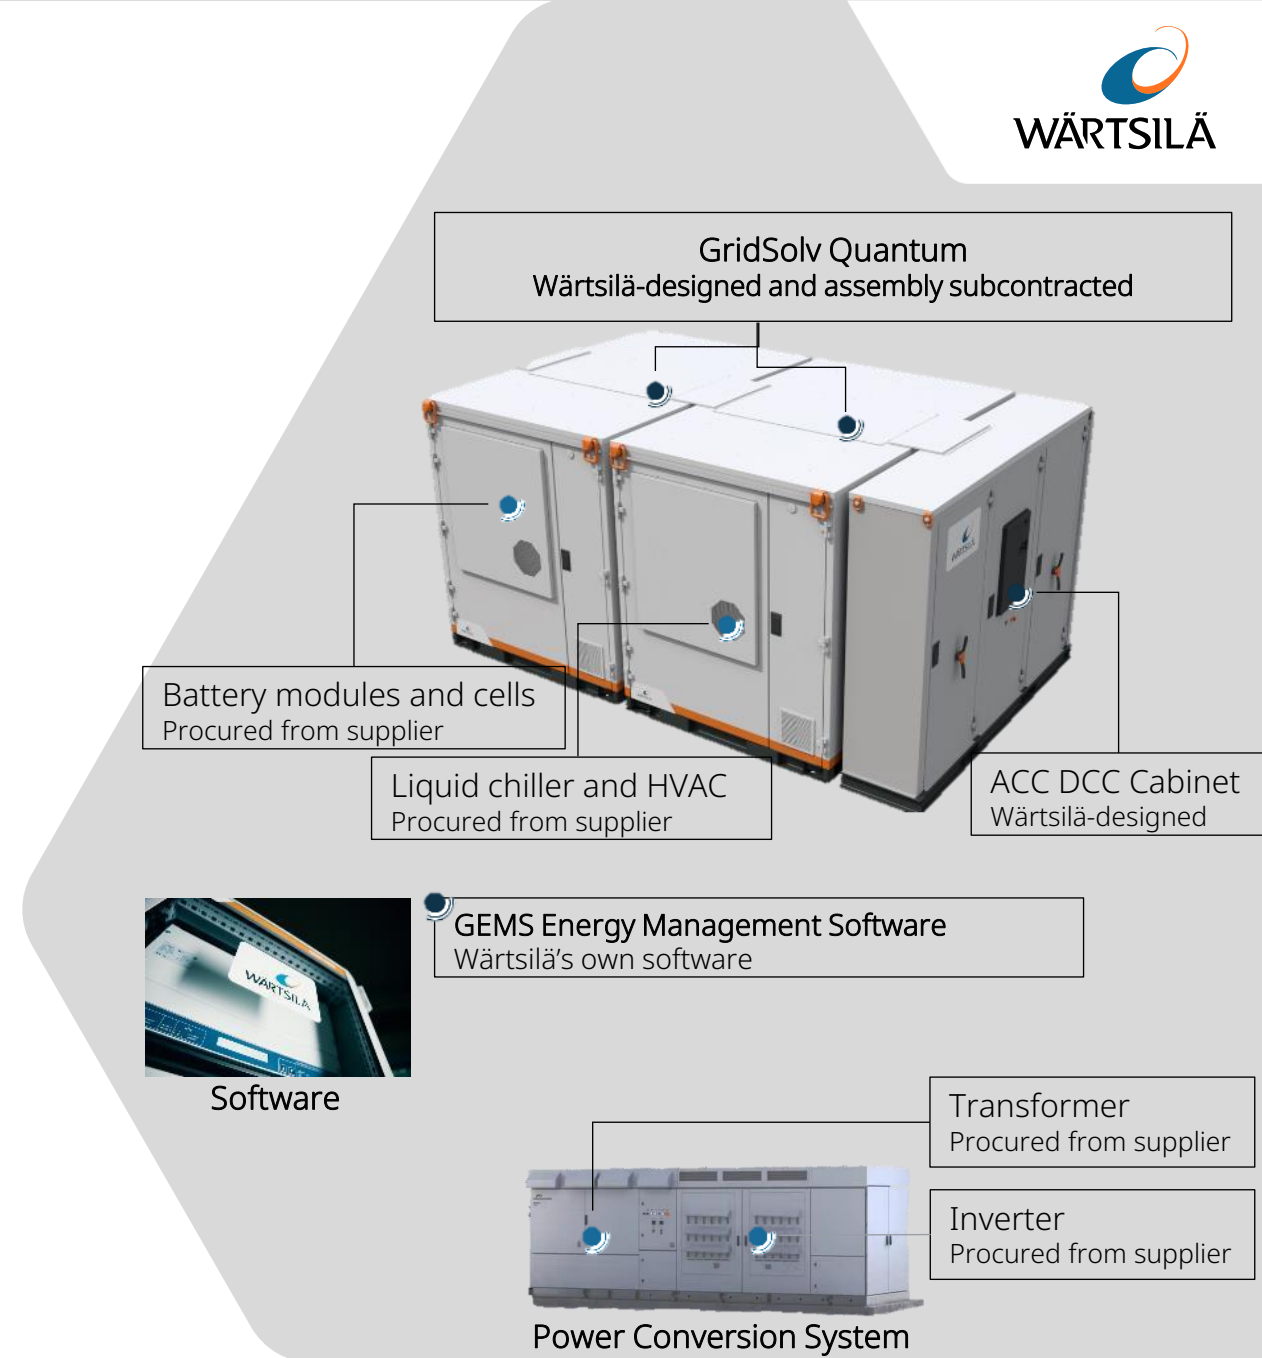 WÄRTSILÄ
GridSolv Quantum
Wärtsilä-designed and assembly subcontracted
WÄRTSILÄ
Battery modules and cells
Procured from supplier
Liquid chiller and HVAC
Procured from supplier
ACC DCC Cabinet
Wärtsilä-designed
GEMS Energy Management Software
Wärtsilä’s own software
WÄRTSILÄ
Software
Transformer
Procured from supplier
Inverter
Procured from supplier
Power Conversion System